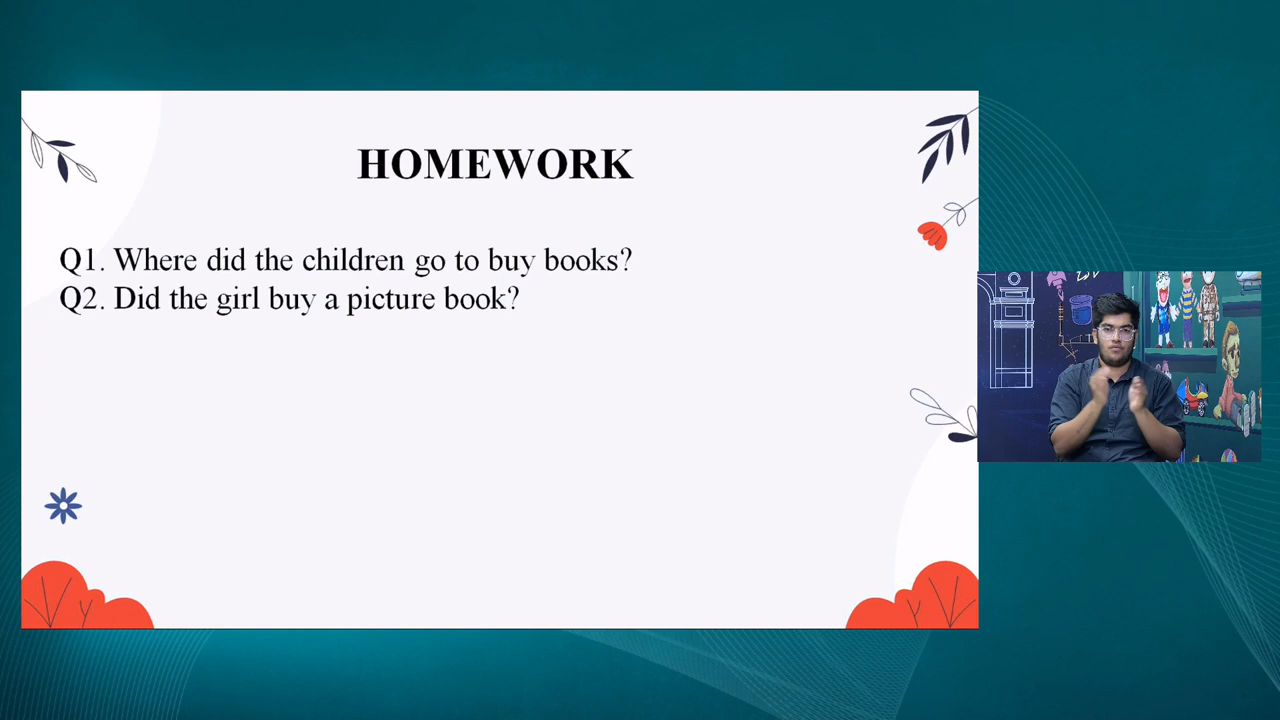 HOMEWORK
Q1. Where did the children go to buy books?
Q2. Did the girl buy a picture book?